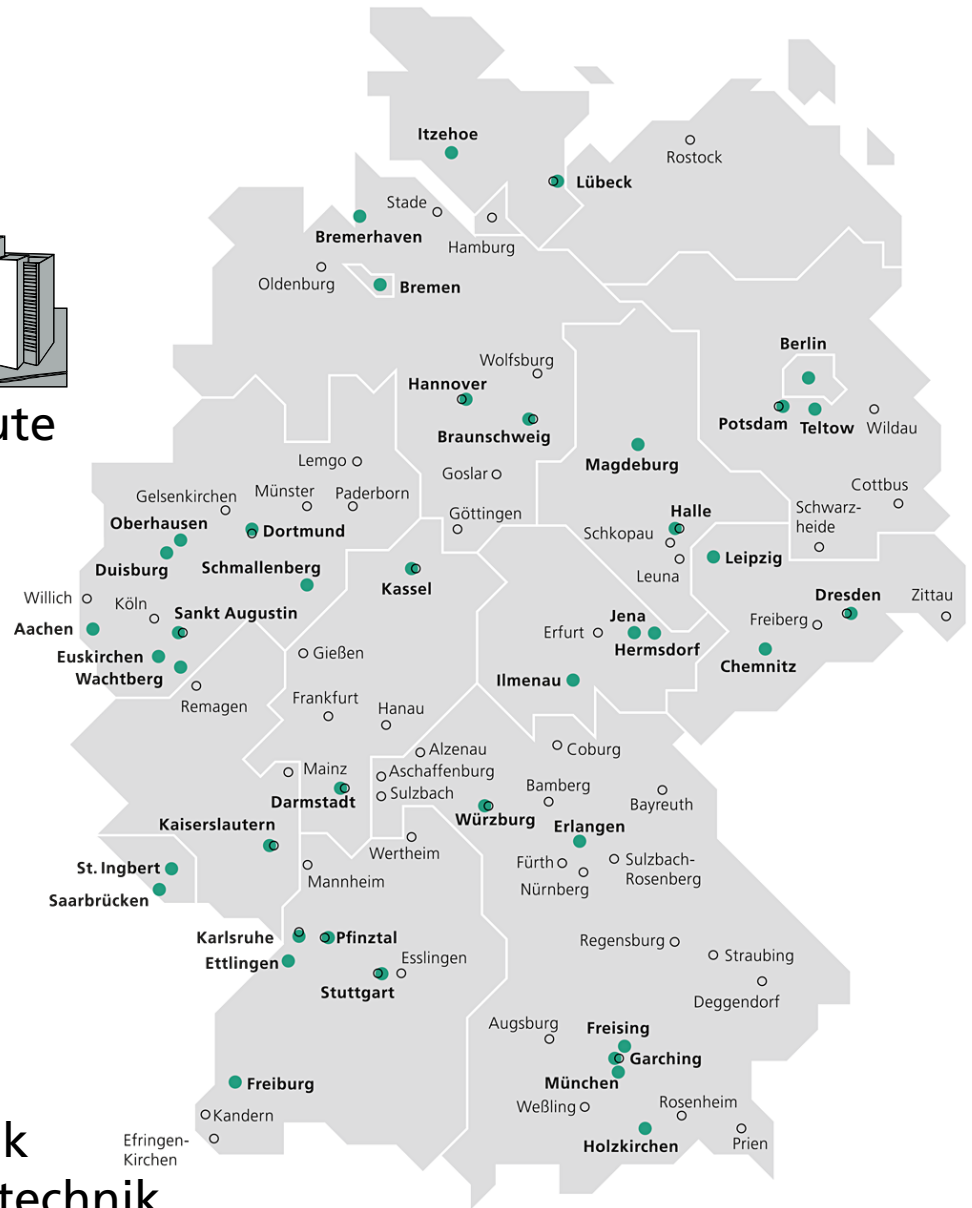 Itzehoe
Rostock
Lübeck
Stade
Bremerhaven
Hamburg
Oldenburg
Bremen
Berlin
Wolfsburg
Hannover
Potsdam
Teltow
Wildau
ute
Braunschweig
Magdeburg
Lemgo
Goslar
Cottbus
Gelsenkirchen
Münster
Paderborn
Schwarz-
heide
Oberhausen
Göttingen
Halle
Dortmund
Schkopau
Leipzig
Duisburg
Schmallenberg
Kassel
Leuna
Willich
Köln
Sankt Augustin
Dresden
Zittau
Aachen
Erfurt
Jena
Freiberg
Hermsdorf
Euskirchen
Gießen
Chemnitz
Wachtberg
Ilmenau
Remagen
Frankfurt
Hanau
Alzenau
Coburg
Mainz
Aschaffenburg
Darmstadt
Sulzbach
Bamberg
Bayreuth
Würzburg
Kaiserslautern
Erlangen
Wertheim
St. Ingbert
Mannheim
Fürth
Sulzbach-
Rosenberg
Nürnberg
Saarbrücken
Karlsruhe
Pfinztal
Regensburg
Straubing
Ettlingen
Esslingen
Stuttgart
Deggendorf
Augsburg
Freising
Garching
Freiburg
München
Weßling
Rosenheim
Kandern
Efringen-
Kirchen
Holzkirchen
Prien
k
technik